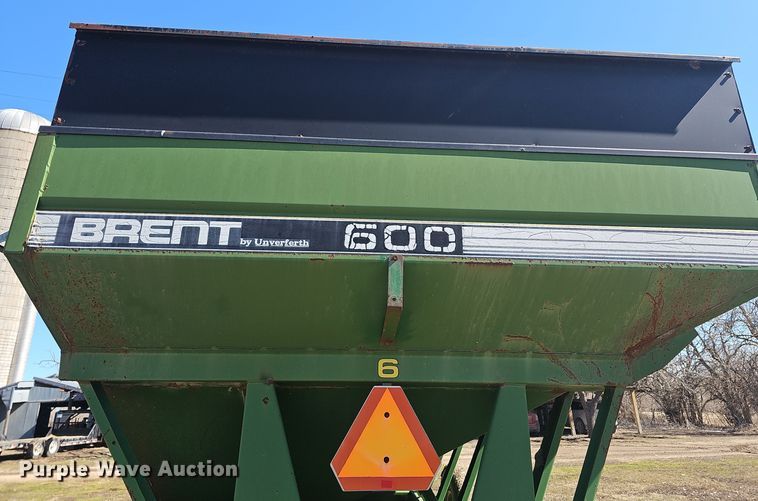 BRENT by Unverferth 600
6
Purple Wave Auction